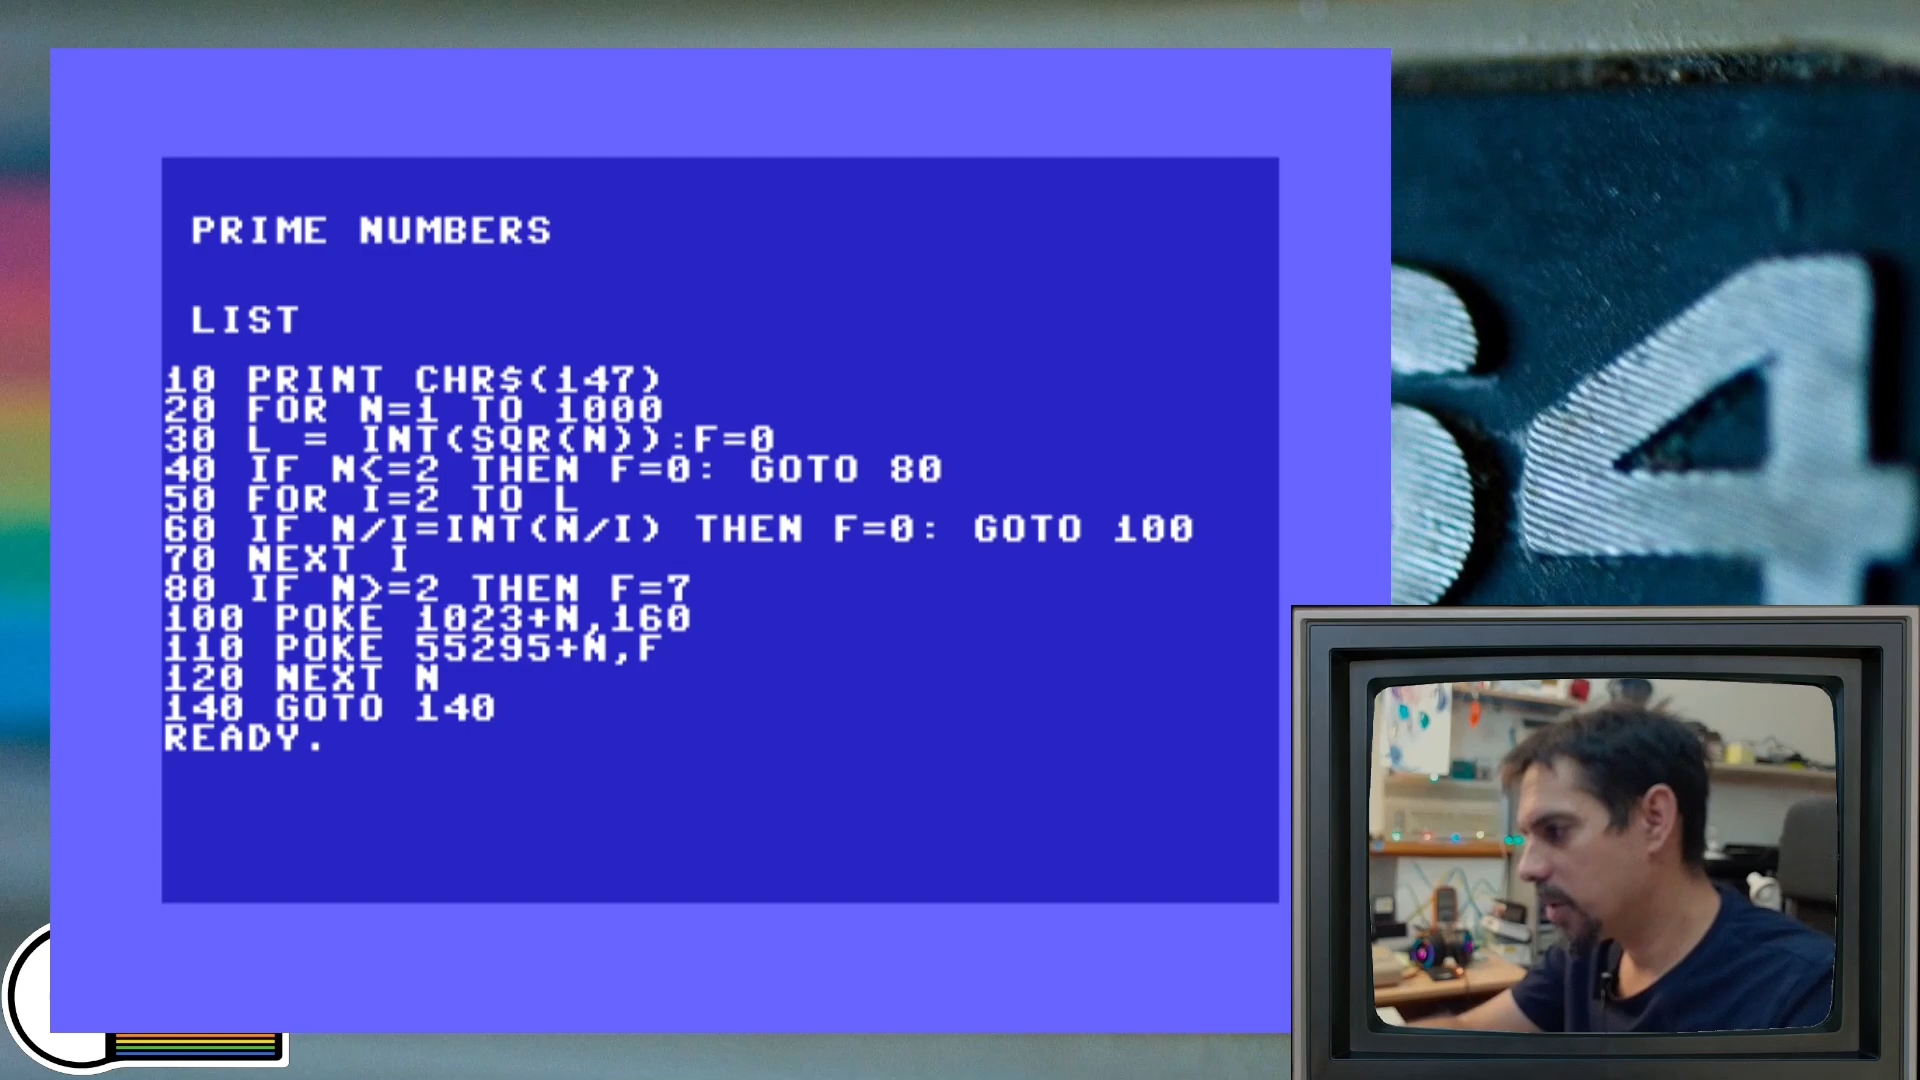 PRIME NUMBERS
LIST
10 PRINT CHR$(147)
20 FOR N=1 TO 1000
30 L = INT(SQR(N)):F=0
40 IF N<=2 THEN F=0: GOTO 80
50 FOR I=2 TO L
60 IF N/I=INT(N/I) THEN F=0: GOTO 100
70 NEXT I
80 IF N>=2 THEN F=7
100 POKE 1023+N,160
110 POKE 55295+N,F
120 NEXT N
140 GOTO 140
READY.
64